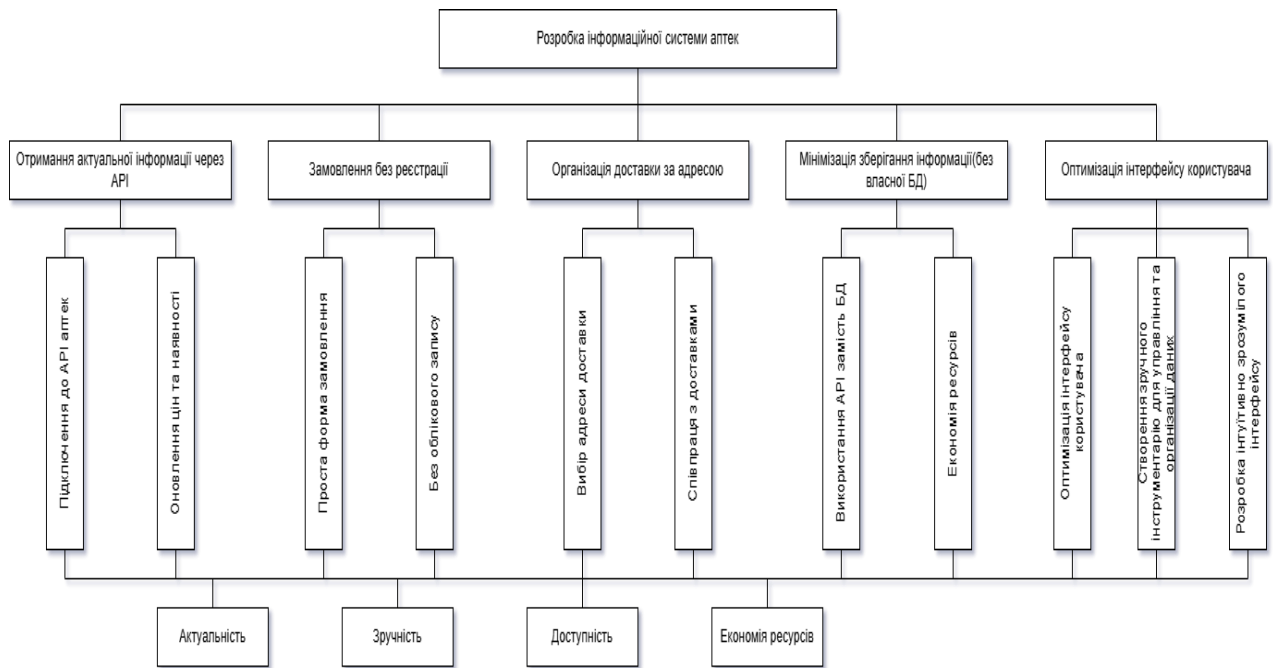 Розробка інформаційної системи аптек
Отримання актуальної інформації через
API
Замовлення без реєстрації
Організація доставки за адресою
Мінімізація зберігання інформації(без
власної БД)
Оптимізація інтерфейсу користувача
Підключення до API аптек
Оновлення цін та наявності
Проста форма замовлення
Без облікового запису
Вибір адреси доставки
Співпраця з доставками
Використання API замість БД
Економія ресурсів
Оптимізація інтерфейсу
користувача
Створення зручного
інструментарію для управління та
організації даних
Розробка інтуїтивно зрозумілого
інтерфейсу
Актуальність
Зручність
Доступність
Економія ресурсів